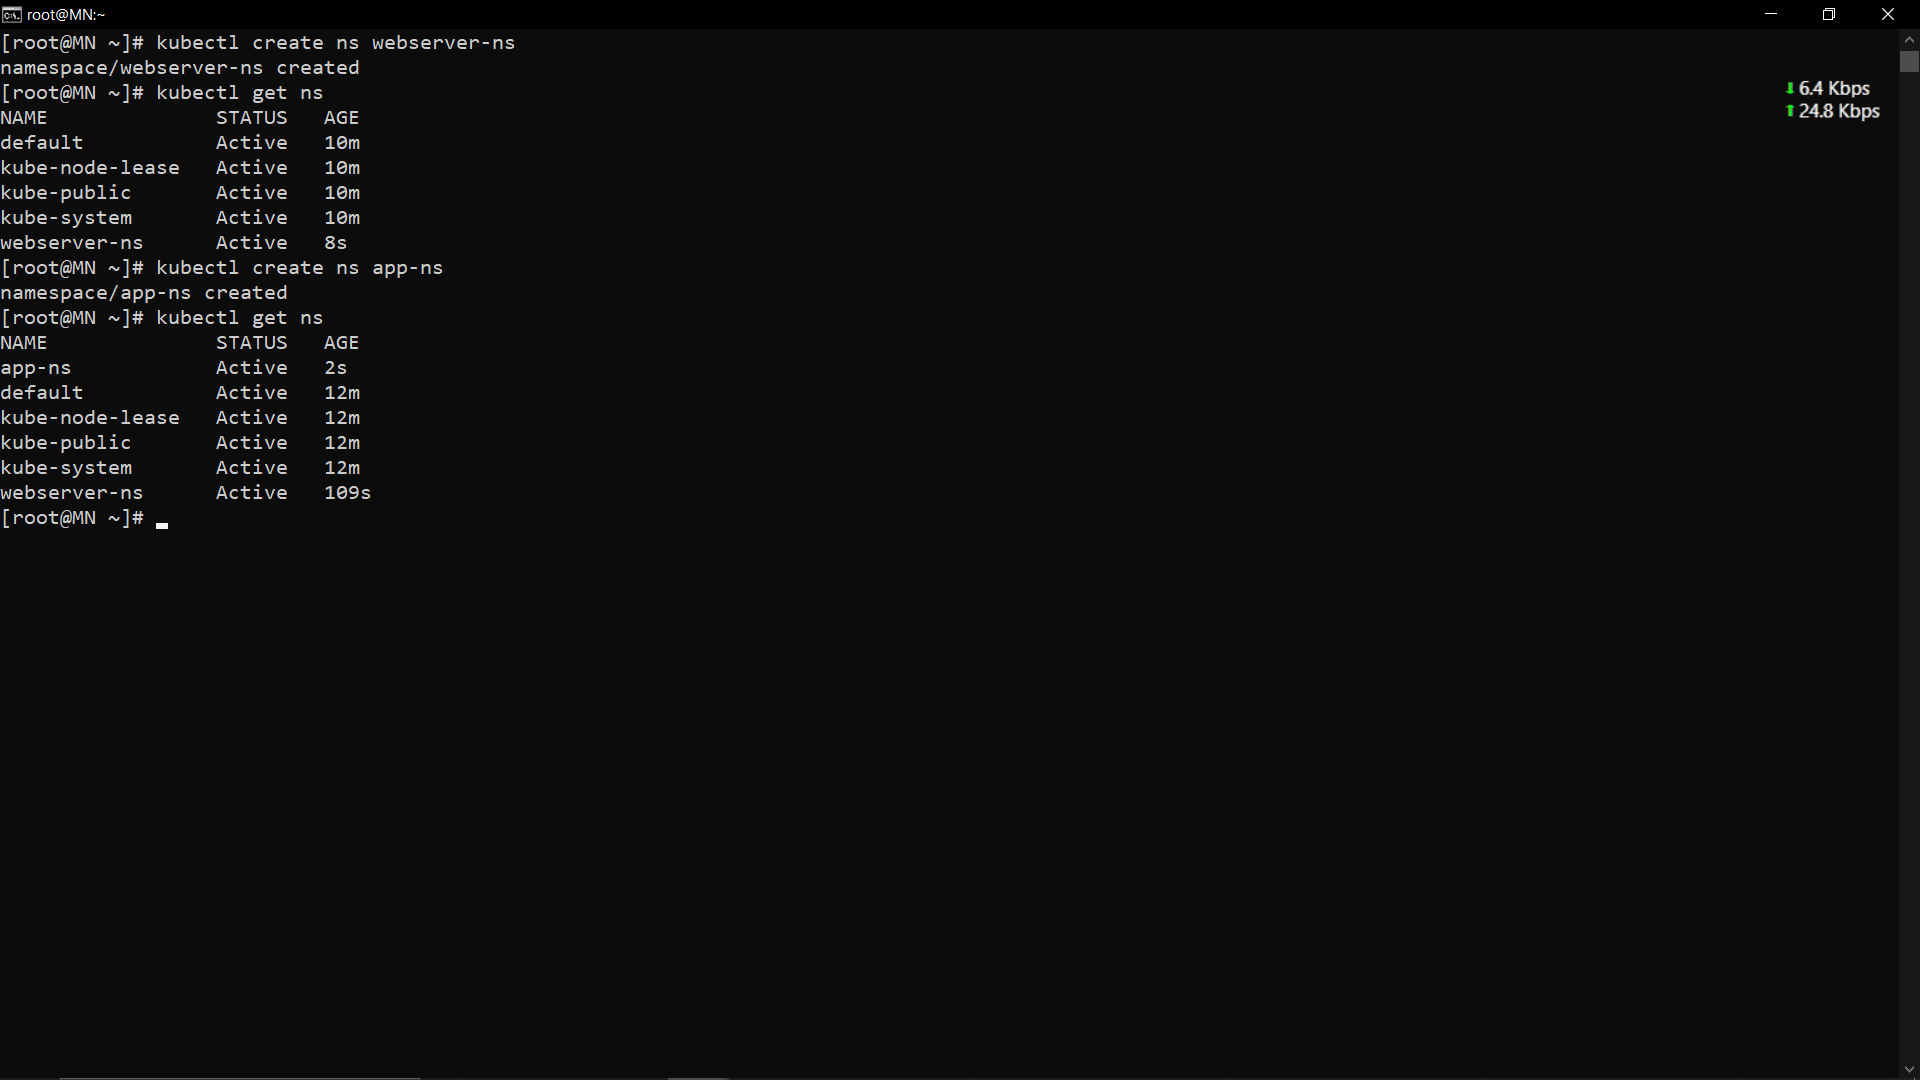 root@MN:~
[root@MN ~]# kubectl create ns webserver-ns
namespace/webserver-ns created
[root@MN ~]# kubectl get ns
NAME              STATUS   AGE
default           Active   10m
kube-node-lease   Active   10m
kube-public       Active   10m
kube-system       Active   10m
webserver-ns      Active   8s
[root@MN ~]# kubectl create ns app-ns
namespace/app-ns created
[root@MN ~]# kubectl get ns
NAME              STATUS   AGE
app-ns            Active   2s
default           Active   12m
kube-node-lease   Active   12m
kube-public       Active   12m
kube-system       Active   12m
webserver-ns      Active   109s
[root@MN ~]#
6.4 Kbps
24.8 Kbps